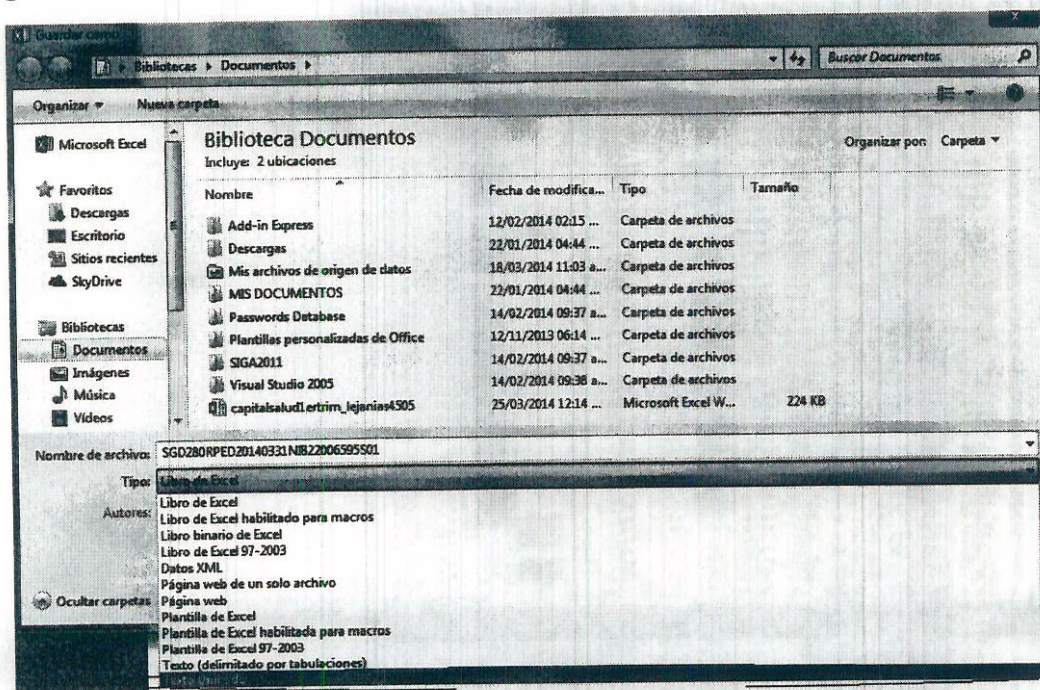 Guardar como
Bibliotecas ▸ Documentos ▸
Buscar Documentos
Organizar
Nueva carpeta
Microsoft Excel
Favoritos
Descargas
Escritorio
Sitios recientes
SkyDrive
Bibliotecas
Documentos
Imágenes
Música
Vídeos
Biblioteca Documentos
Incluye: 2 ubicaciones
Organizar por: Carpeta
Nombre Fecha de modifica... Tipo Tamaño
Add-in Express 12/02/2014 02:15 ... Carpeta de archivos
Descargas 22/01/2014 04:44 ... Carpeta de archivos
Mis archivos de origen de datos 18/03/2014 11:03 a... Carpeta de archivos
MIS DOCUMENTOS 22/01/2014 04:44 ... Carpeta de archivos
Passwords Database 14/02/2014 09:37 a... Carpeta de archivos
Plantillas personalizadas de Office 12/11/2013 06:14 ... Carpeta de archivos
SIGA2011 14/02/2014 09:37 a... Carpeta de archivos
Visual Studio 2005 14/02/2014 09:38 a... Carpeta de archivos
capitalsalud1ertrim_lejanias4505 25/03/2014 12:14 ... Microsoft Excel W... 224 KB
Nombre de archivo: SGD280RPED20140331NI822006595S01
Tipo: Libro de Excel
Autores:
Libro de Excel
Libro de Excel habilitado para macros
Libro binario de Excel
Libro de Excel 97-2003
Datos XML
Página web de un solo archivo
Ocultar carpetas
Página web
Plantilla de Excel
Plantilla de Excel habilitada para macros
Plantilla de Excel 97-2003
Texto (delimitado por tabulaciones)